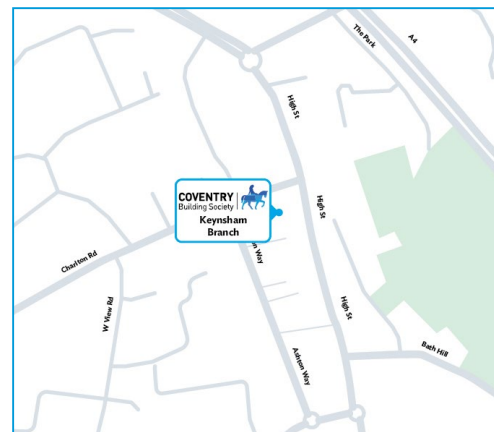 The Park
A4
High St
COVENTRY
Building Society
Keynsham
Branch
High St
Charlton Rd
Way
W View Rd
High St
Ashton Way
Bath Hill